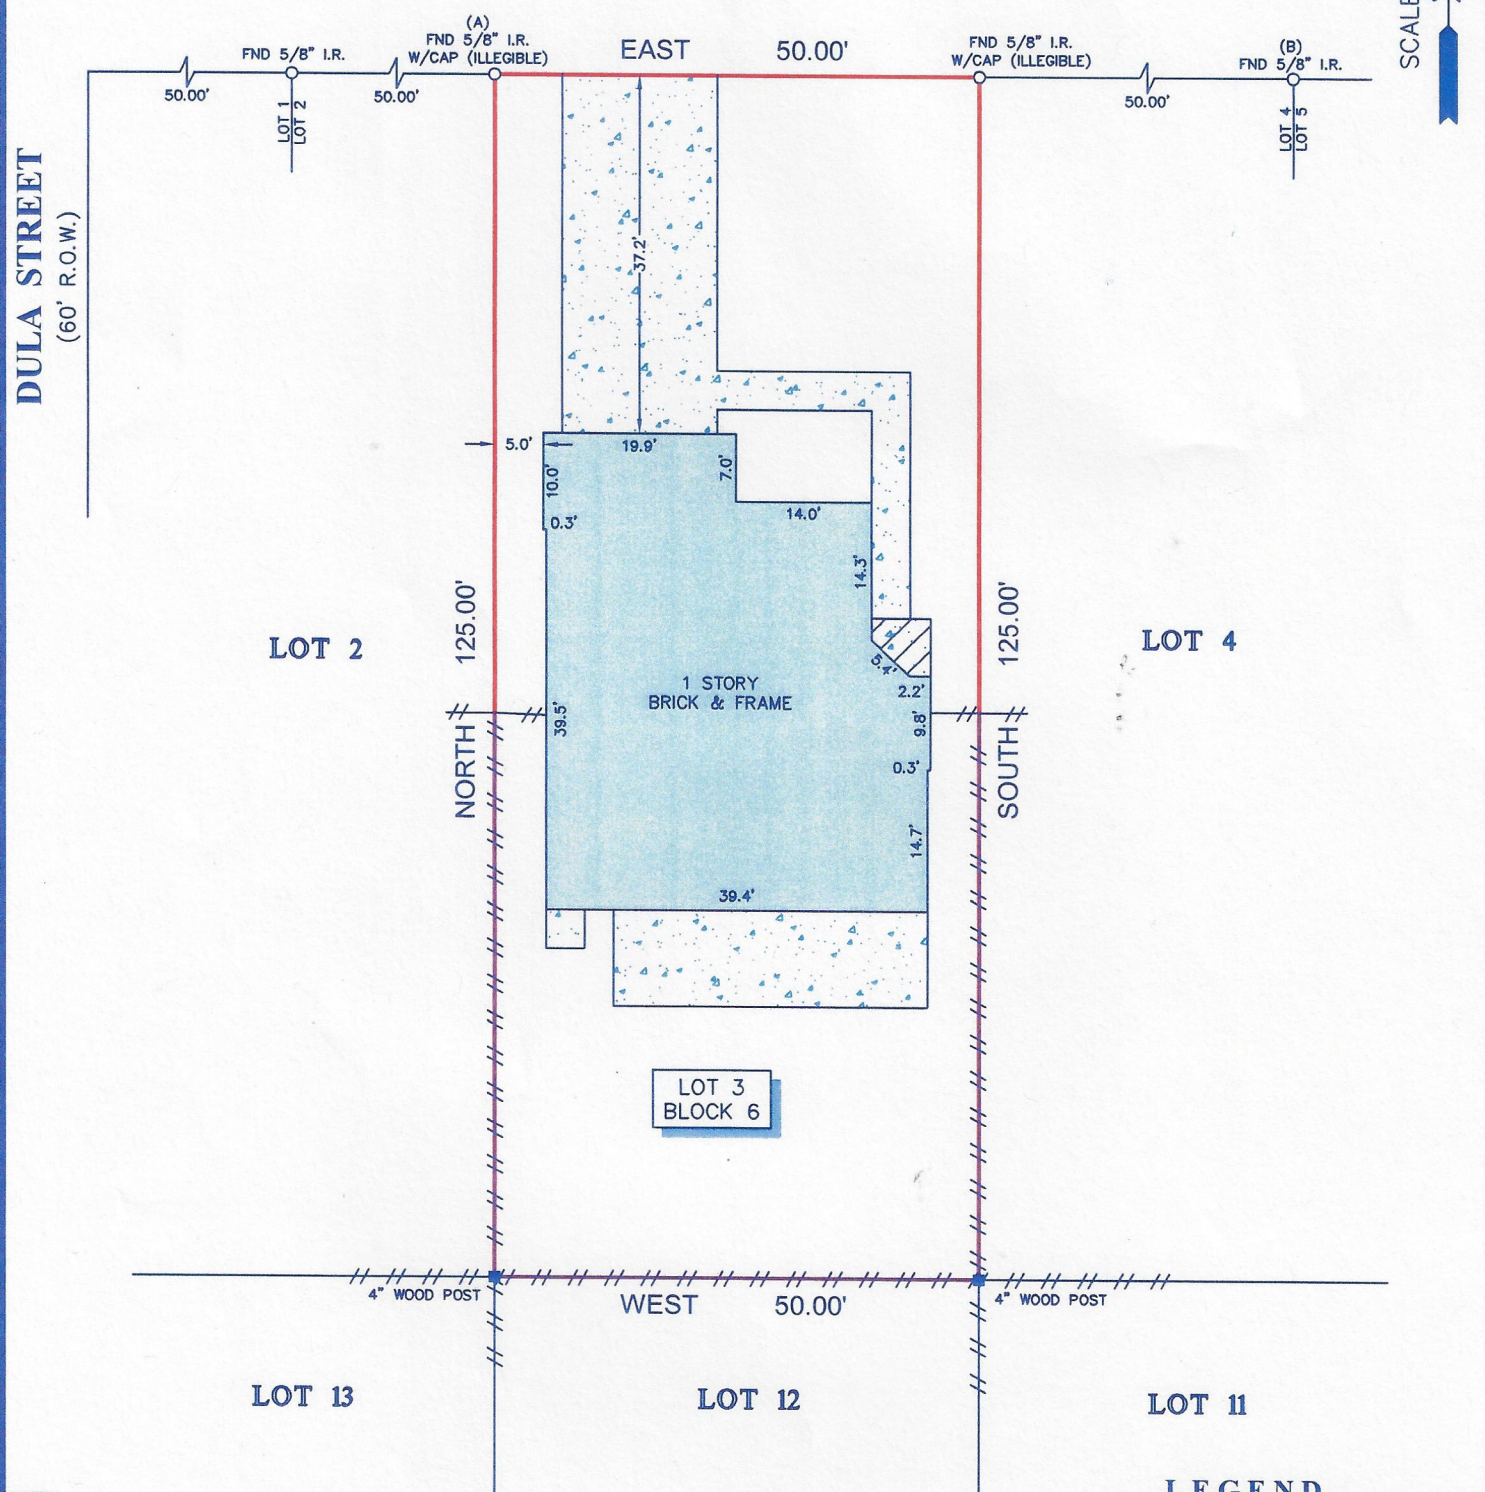 (A)
FND 5/8" I.R.
W/CAP (ILLEGIBLE)
FND 5/8" I.R.
EAST 50.00'
FND 5/8" I.R.
W/CAP (ILLEGIBLE)
(B)
FND 5/8" I.R.
SCALE
50.00'
50.00'
50.00'
LOT 1
LOT 2
LOT 4
LOT 5
DULA STREET
(60' R.O.W.)
37.2'
5.0'
19.9'
10.0'
7.0'
0.3'
14.0'
14.3'
125.00'
NORTH
125.00'
SOUTH
LOT 2
LOT 4
5.4'
2.2'
1 STORY
BRICK & FRAME
39.5'
9.8'
0.3'
14.7'
39.4'
LOT 3
BLOCK 6
4" WOOD POST
WEST 50.00'
4" WOOD POST
LOT 13
LOT 12
LOT 11
LEGEND